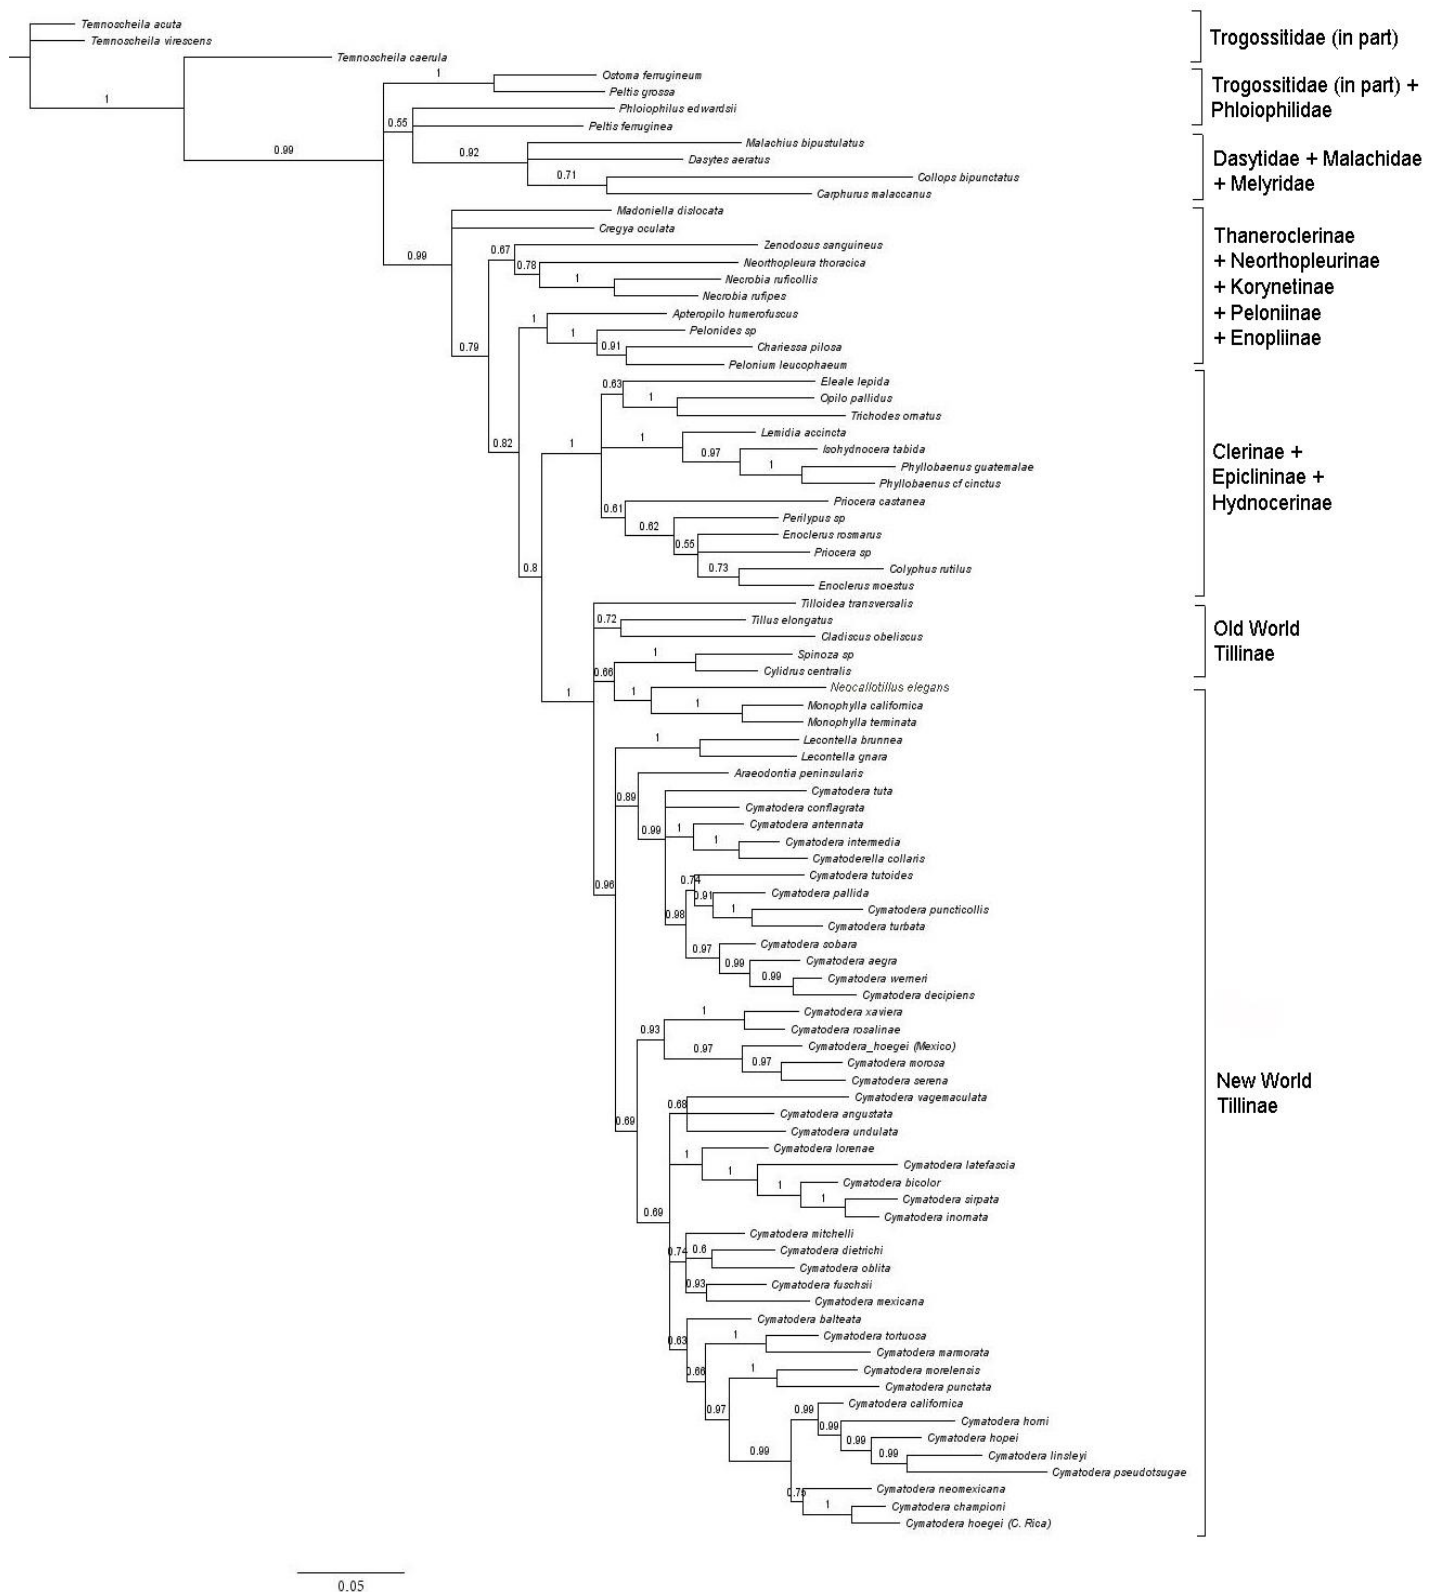 Temnoscheila acuta
Temnoscheila virescens
Temnoscheila caerula
1
Trogossitidae (in part)
1
Ostoma ferrugineum
Peltis grossa
0.55
Phloiophilus edwardsii
Peltis ferruginea
Trogossitidae (in part) +
Phloiophilidae
0.99
0.92
Malachius bipustulatus
Dasytes aeratus
0.71
Collops bipunctatus
Carphurus malaccanus
Dasytidae + Malachidae
+ Melyridae
Madoniella dislocata
Cregya oculata
0.99
0.67
Zenodosus sanguineus
0.78
Neorthopleura thoracica
1
Necrobia ruficollis
Necrobia rufipes
0.79
1
Apteropilo humerofuscus
1
Pelonides sp
0.91
Chariessa pilosa
Pelonium leucophaeum
Thaneroclerinae
+ Neorthopleurinae
+ Korynetinae
+ Peloniinae
+ Enopliinae
0.82
0.63
Eleale lepida
1
Opilo pallidus
Trichodes ornatus
1
1
Lemidia accincta
0.97
Isohydnocera tabida
1
Phyllobaenus guatemalae
Phyllobaenus cf cinctus
0.61
Priocera castanea
0.62
Perilypus sp
0.55
Enoclerus rosmarus
Priocera sp
0.73
Colyphus rutilus
Enoclerus moestus
Clerinae +
Epiclininae +
Hydnocerinae
0.8
Tilloidea transversalis
0.72
Tillus elongatus
Cladiscus obeliscus
1
Spinoza sp
Cylidrus centralis
0.66
Old World
Tillinae
1
1
Neocallotillus elegans
1
Monophylla californica
Monophylla terminata
1
Lecontella brunnea
Lecontella gnara
0.89
Araeodontia peninsularis
Cymatodera tuta
Cymatodera conflagrata
0.99
1
Cymatodera antennata
1
Cymatodera intermedia
Cymatoderella collaris
0.96
0.74
Cymatodera tutoides
0.91
Cymatodera pallida
1
Cymatodera puncticollis
Cymatodera turbata
0.98
0.97
Cymatodera sobara
0.99
Cymatodera aegra
0.99
Cymatodera werneri
Cymatodera decipiens
1
Cymatodera xaviera
Cymatodera rosalinae
0.93
0.97
Cymatodera_hoegei (Mexico)
0.97
Cymatodera morosa
Cymatodera serena
New World
Tillinae
0.69
0.68
Cymatodera vagemaculata
Cymatodera angustata
Cymatodera undulata
1
Cymatodera lorenae
1
Cymatodera latefascia
1
Cymatodera bicolor
1
Cymatodera sirpata
Cymatodera inornata
0.69
0.74
Cymatodera mitchelli
0.6
Cymatodera dietrichi
Cymatodera oblita
0.93
Cymatodera fuschsii
Cymatodera mexicana
0.63
Cymatodera balteata
1
Cymatodera tortuosa
Cymatodera marmorata
0.66
1
Cymatodera morelensis
Cymatodera punctata
0.97
0.99
Cymatodera californica
0.99
Cymatodera horni
0.99
Cymatodera hopei
0.99
Cymatodera linsleyi
Cymatodera pseudotsugae
0.99
0.75
Cymatodera neomexicana
1
Cymatodera championi
Cymatodera hoegei (C. Rica)
0.05